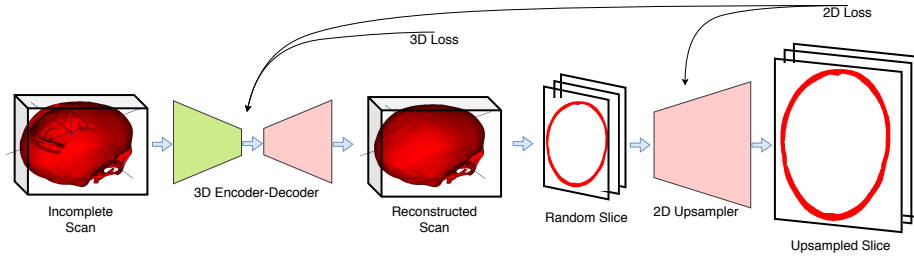 2D Loss
3D Loss
3D Encoder-Decoder
Incomplete
Scan
Reconstructed
Scan
Random Slice
2D Upsampler
Upsampled Slice